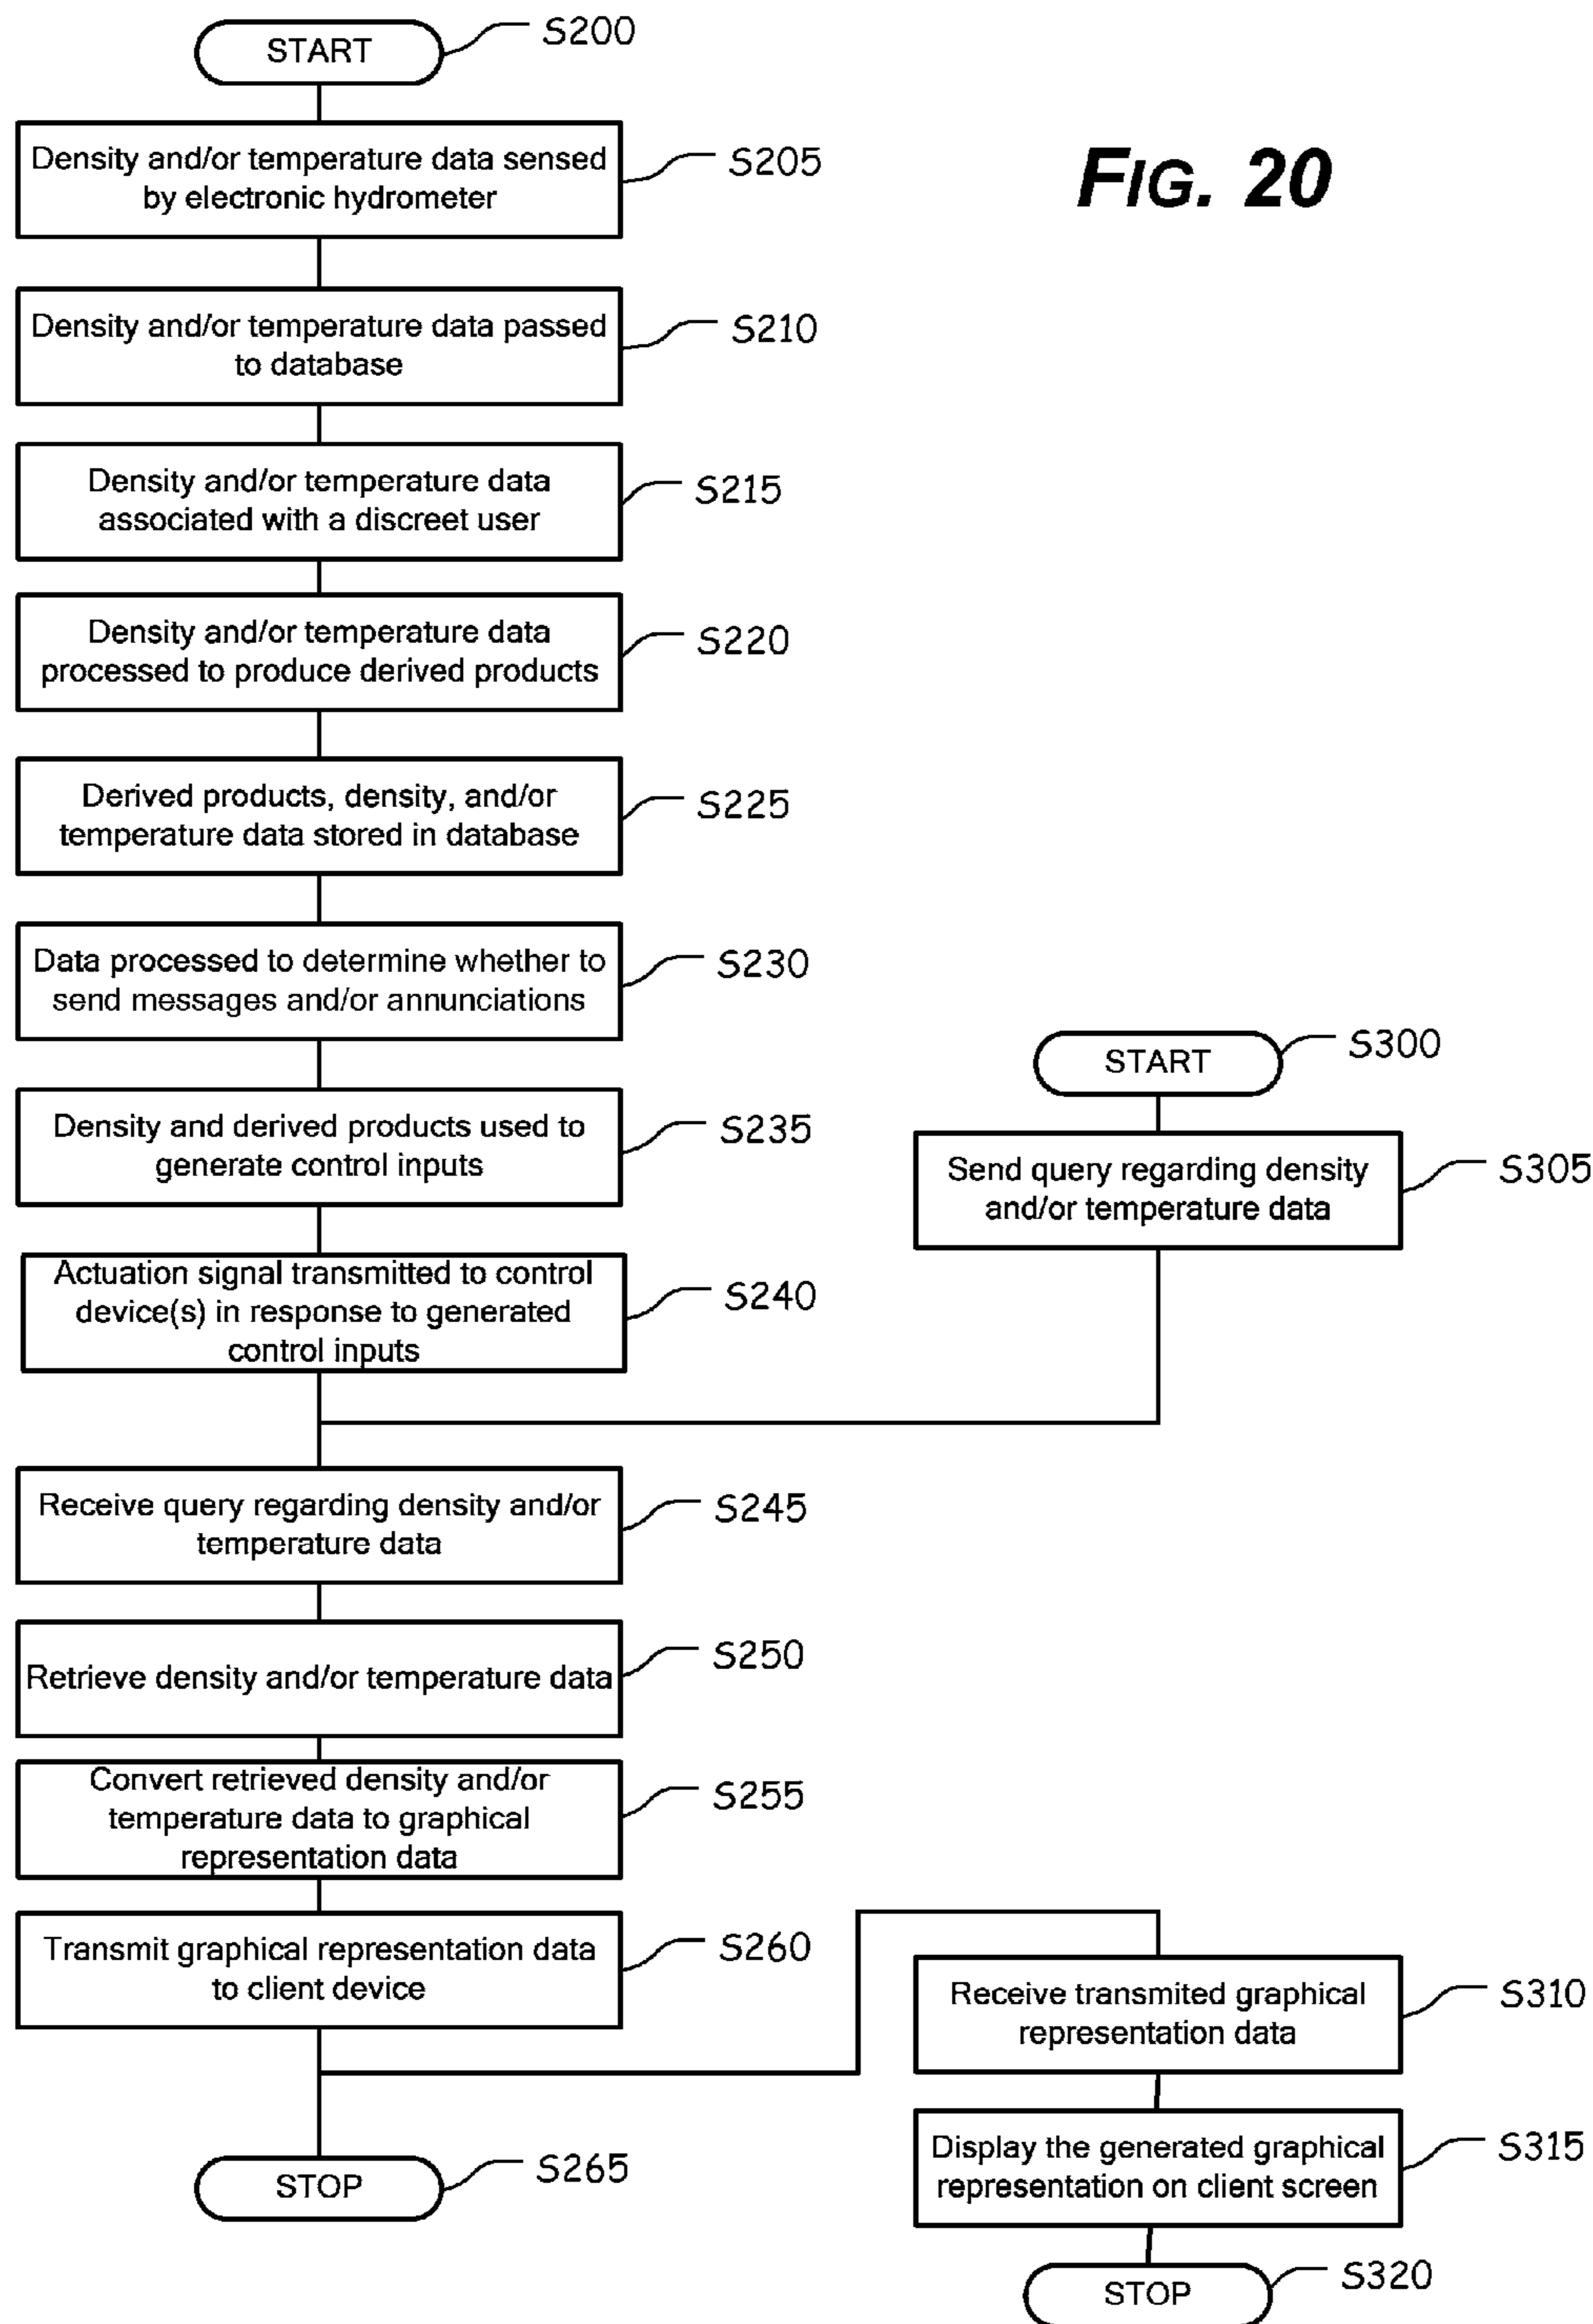 START
S200
FIG. 20
Density and/or temperature data sensed
by electronic hydrometer
S205
Density and/or temperature data passed
to database
S210
Density and/or temperature data
associated with a discreet user
S215
Density and/or temperature data
processed to produce derived products
S220
Derived products, density, and/or
temperature data stored in database
S225
Data processed to determine whether to
send messages and/or annunciations
S230
Density and derived products used to
generate control inputs
S235
Actuation signal transmitted to control
device(s) in response to generated
control inputs
S240
START
S300
Send query regarding density
and/or temperature data
S305
Receive query regarding density and/or
temperature data
S245
Retrieve density and/or temperature data
S250
Convert retrieved density and/or
temperature data to graphical
representation data
S255
Transmit graphical representation data
to client device
S260
STOP
S265
Receive transmited graphical
representation data
S310
Display the generated graphical
representation on client screen
S315
STOP
S320